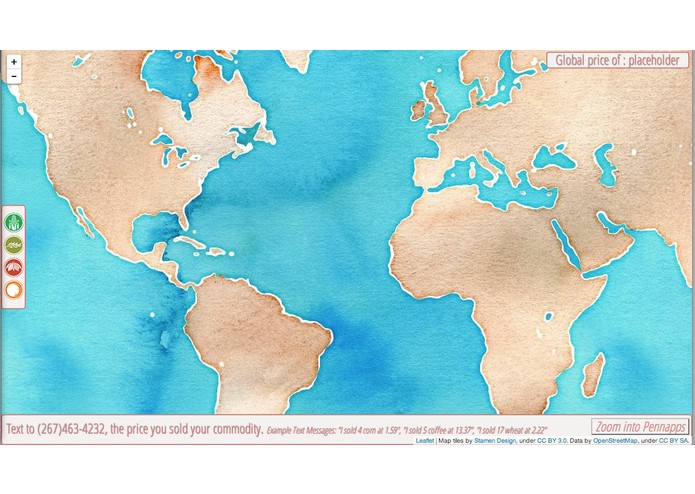 +
Global price of : placeholder
−
Text to (267)463-4232, the price you sold your commodity. Example Text Messages: "I sold 4 corn at 1.59", "I sold 5 coffee at 13.37", "I sold 17 wheat at 2.22"
Zoom into Pennapps
Leaflet | Map tiles by Stamen Design, under CC BY 3.0. Data by OpenStreetMap, under CC BY SA.